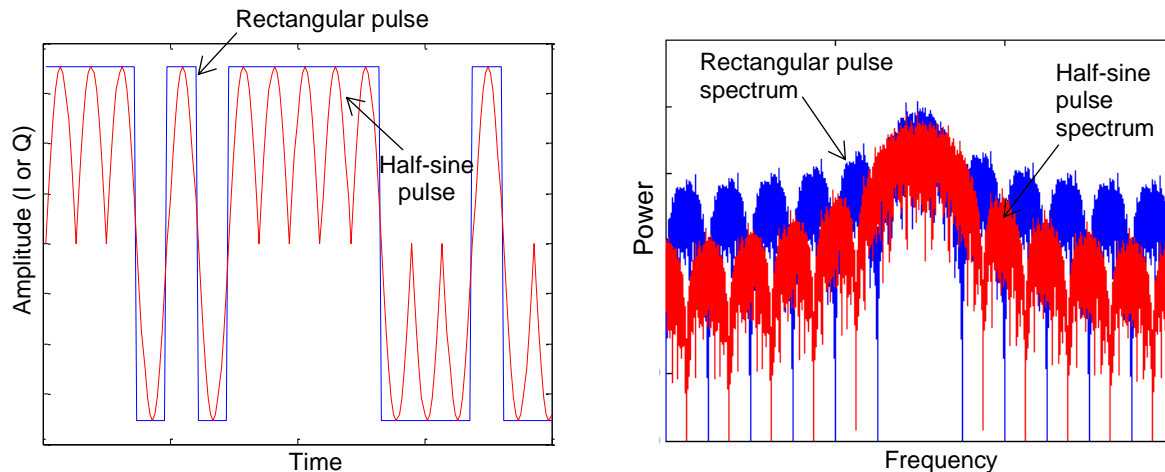 Rectangular pulse
Amplitude (I or Q)
Half-sine
pulse
Time
Rectangular pulse
spectrum
Half-sine
pulse
spectrum
Power
Frequency